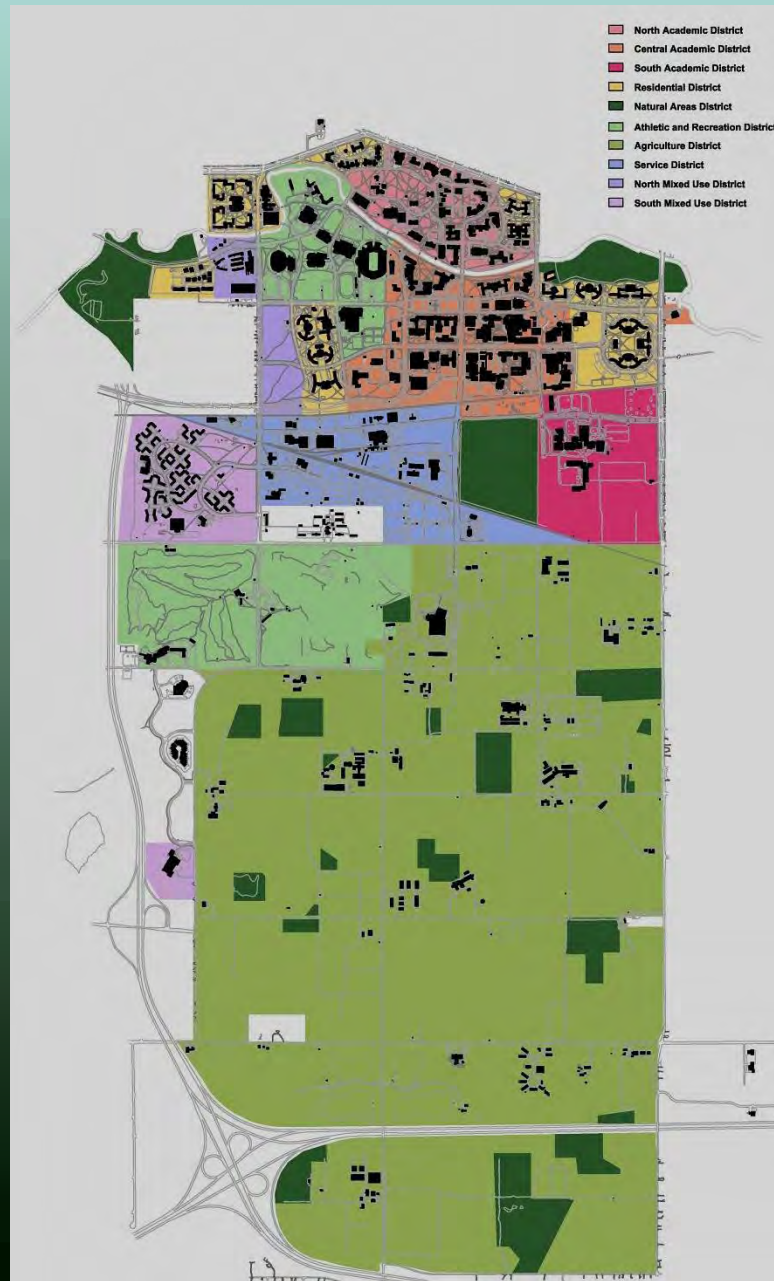 North Academic District
Central Academic District
South Academic District
Residential District
Natural Areas District
Athletic and Recreation District
Agriculture District
Service District
North Mixed Use District
South Mixed Use District